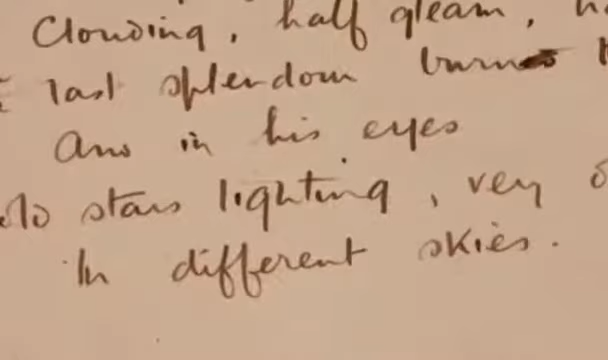 Clouding, half gleam,
last splendour burns
And in his eyes
stars lighting, very
In different skies.